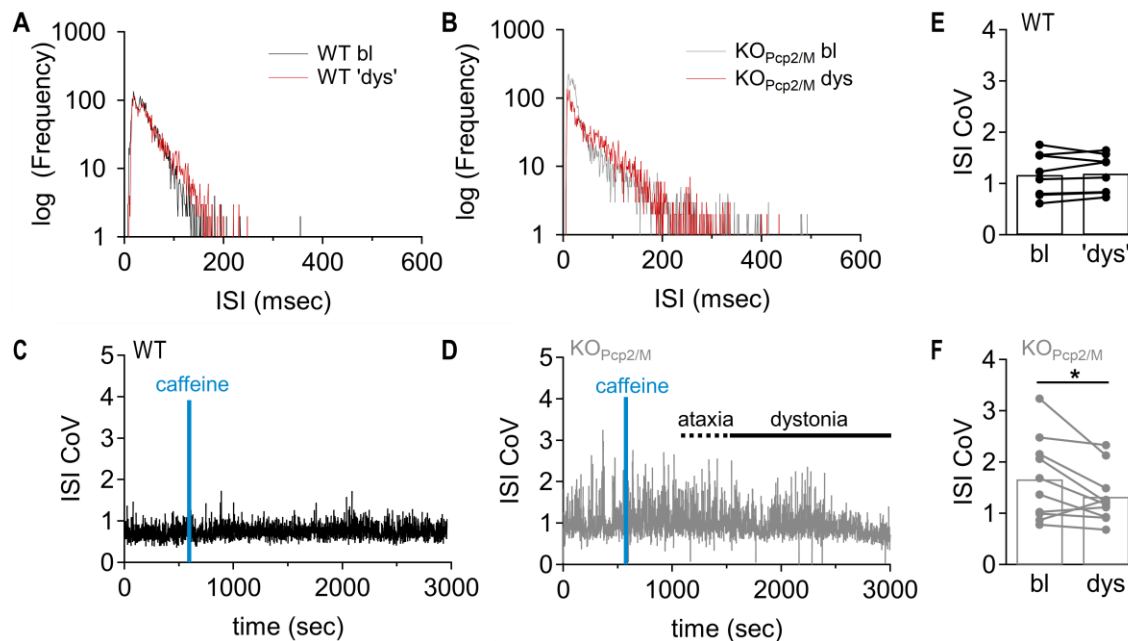 A
1000
100
10
1
log (Frequency)
WT bl
WT 'dys'
0 200 400 600
ISI (msec)
B
1000
100
10
1
log (Frequency)
KOPcp2/M bl
KOPcp2/M dys
0 200 400 600
ISI (msec)
E WT
4
3
2
1
0
ISI CoV
bl 'dys'
C WT
5
4
3
2
1
0
ISI CoV
caffeine
0 1000 2000 3000
time (sec)
D KOPcp2/M
5
4
3
2
1
0
ISI CoV
caffeine
ataxia dystonia
0 1000 2000 3000
time (sec)
F KOPcp2/M
4
3
2
1
0
ISI CoV
*
bl dys